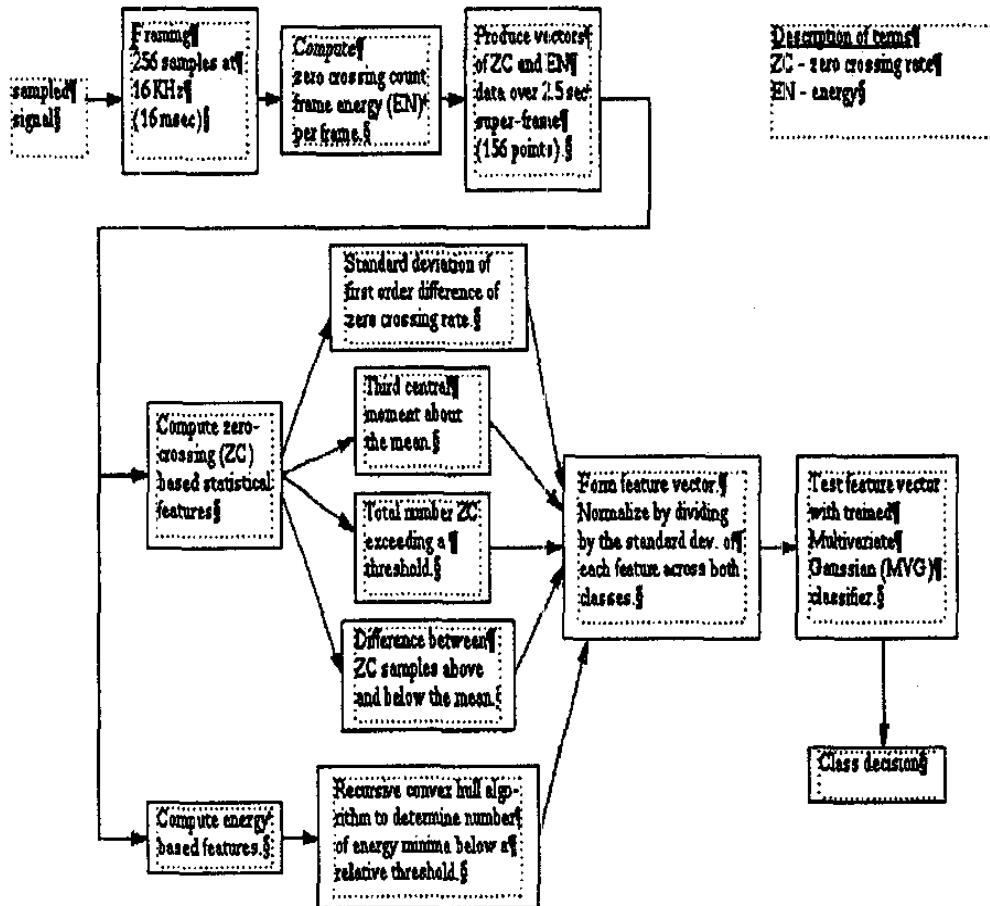 sampled
signal§
Framing¶
256 samples at
16 KHz
(16 msec)§
Compute¶
zero crossing count
frame energy (EN)
per frame.§
Produce vectors
of ZC and EN
data over 2.5 sec
super-frame¶
(156 points).§
Description of terms¶
ZC - zero crossing rate¶
EN - energy§
Standard deviation of
first order difference of
zero crossing rate.§
Compute zero-
crossing (ZC)
based statistical
features§
Third central¶
moment about
the mean.§
Total number ZC
exceeding a ¶
threshold.§
Difference between
ZC samples above
and below the mean.§
Form feature vector.¶
Normalize by dividing
by the standard dev. of
each feature across both
classes.§
Test feature vector
with trained¶
Multivariate¶
Gaussian (MVG)¶
classifier.§
Class decision§
Compute energy
based features.§
Recursive convex hull algo-
rithm to determine number
of energy minima below a¶
relative threshold.§